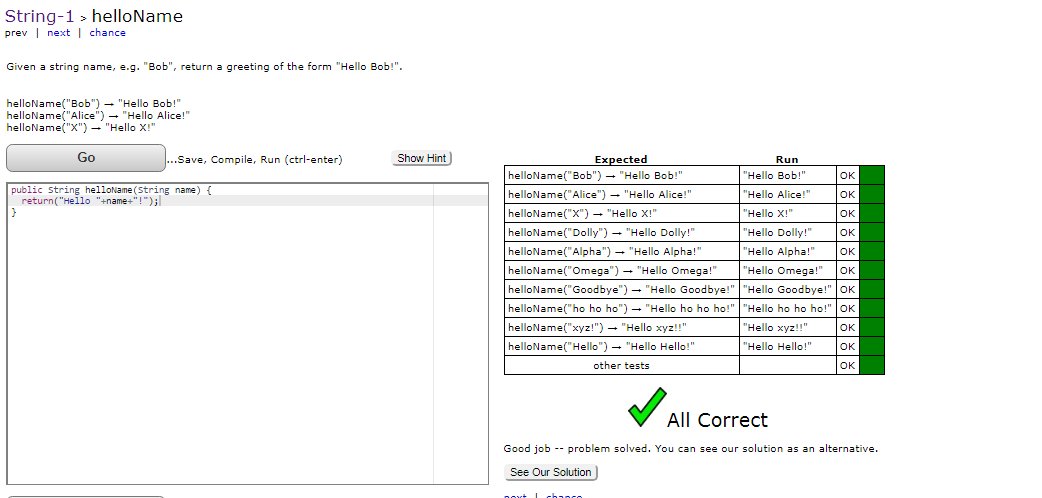 String-1 > helloName
prev | next | chance
Given a string name, e.g. "Bob", return a greeting of the form "Hello Bob!".
helloName("Bob") → "Hello Bob!"
helloName("Alice") → "Hello Alice!"
helloName("X") → "Hello X!"
Go ...Save, Compile, Run (ctrl-enter) Show Hint
public String helloName(String name) {
  return("Hello "+name+"!");
}
Expected Run
helloName("Bob") → "Hello Bob!" "Hello Bob!" OK
helloName("Alice") → "Hello Alice!" "Hello Alice!" OK
helloName("X") → "Hello X!" "Hello X!" OK
helloName("Dolly") → "Hello Dolly!" "Hello Dolly!" OK
helloName("Alpha") → "Hello Alpha!" "Hello Alpha!" OK
helloName("Omega") → "Hello Omega!" "Hello Omega!" OK
helloName("Goodbye") → "Hello Goodbye!" "Hello Goodbye!" OK
helloName("ho ho ho") → "Hello ho ho ho!" "Hello ho ho ho!" OK
helloName("xyz!") → "Hello xyz!!" "Hello xyz!!" OK
helloName("Hello") → "Hello Hello!" "Hello Hello!" OK
other tests OK
All Correct
Good job -- problem solved. You can see our solution as an alternative.
See Our Solution
next | chance